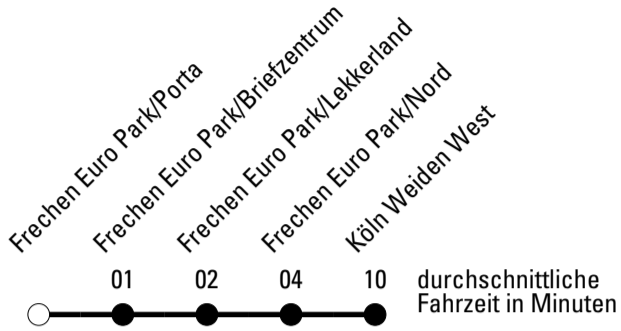 Frechen Euro Park/Porta
Frechen Euro Park/Briefzentrum
Frechen Euro Park/Lekkerland
Frechen Euro Park/Nord
Köln Weiden West
01 02 04 10
durchschnittliche
Fahrzeit in Minuten